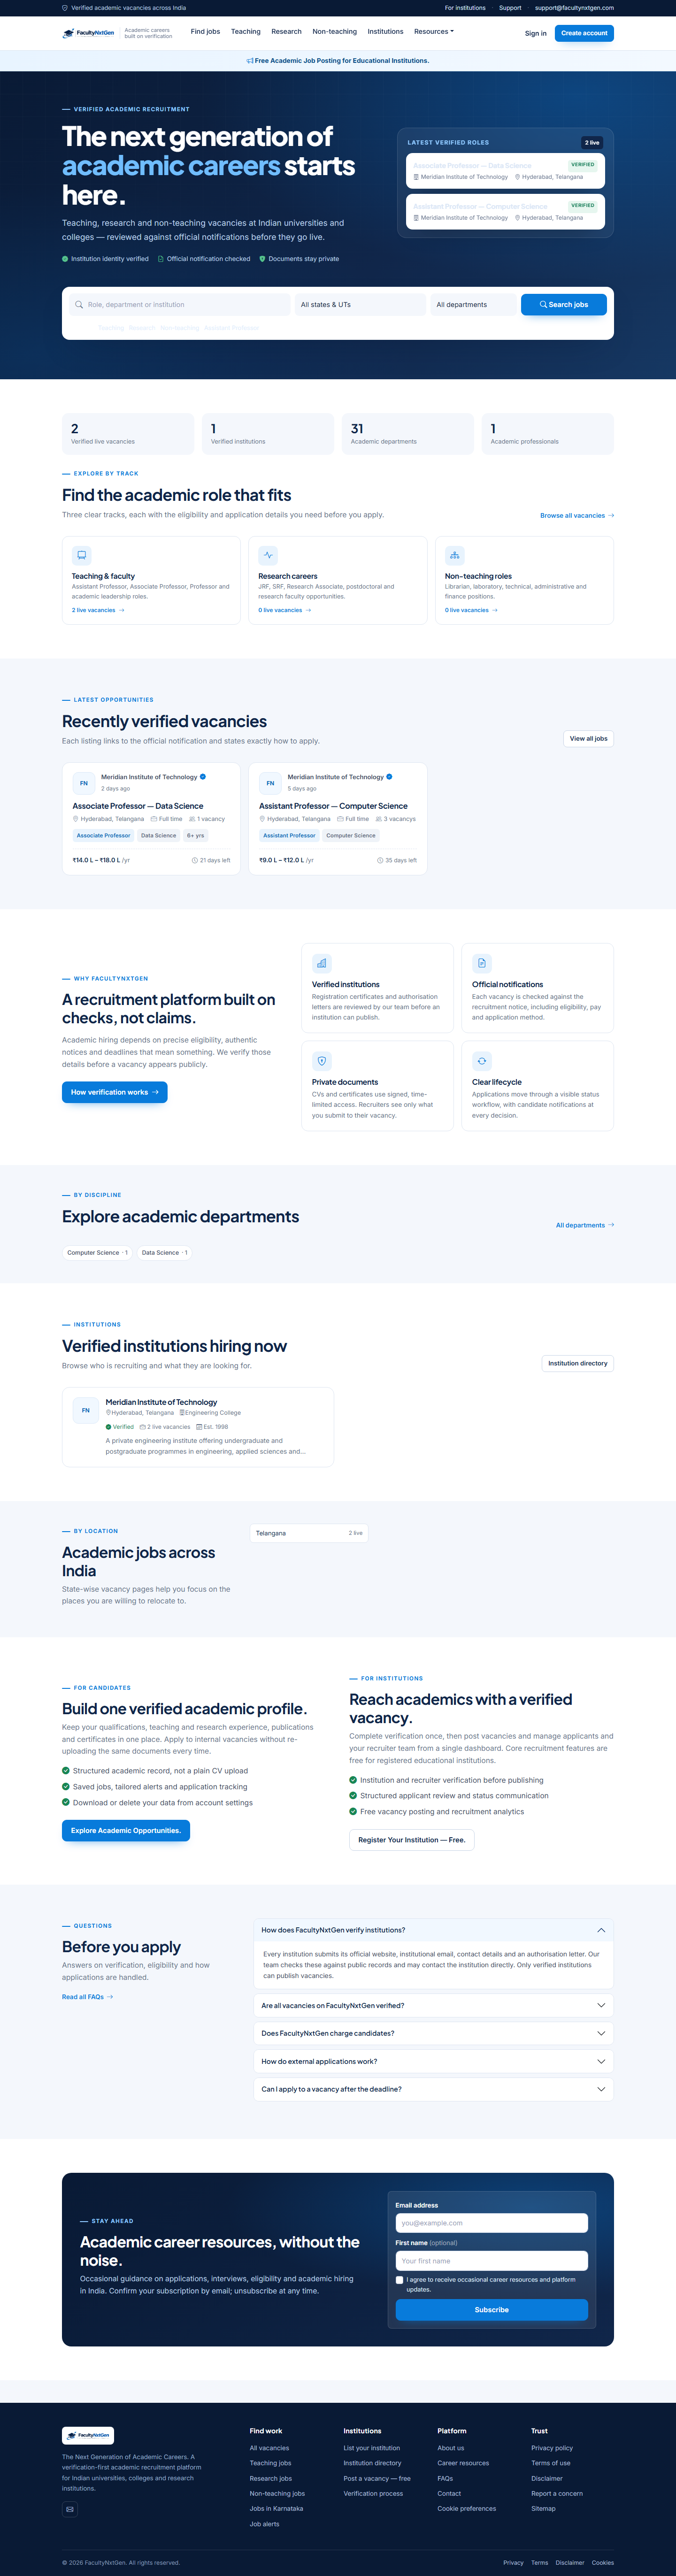 Verified academic vacancies across India
For institutions · Support · support@facultynxtgen.com
FacultyNxtGen
Academic careers
built on verification
Find jobs Teaching Research Non-teaching Institutions Resources
Sign in Create account
Free Academic Job Posting for Educational Institutions.
VERIFIED ACADEMIC RECRUITMENT
The next generation of
academic careers starts
here.
Teaching, research and non-teaching vacancies at Indian universities and
colleges — reviewed against official notifications before they go live.
Institution identity verified Official notification checked Documents stay private
LATEST VERIFIED ROLES 2 live
Associate Professor — Data Science VERIFIED
Meridian Institute of Technology Hyderabad, Telangana
Assistant Professor — Computer Science VERIFIED
Meridian Institute of Technology Hyderabad, Telangana
Role, department or institution All states & UTs All departments Search jobs
Teaching Research Non-teaching Assistant Professor
2
Verified live vacancies
1
Verified institutions
31
Academic departments
1
Academic professionals
EXPLORE BY TRACK
Find the academic role that fits
Three clear tracks, each with the eligibility and application details you need before you apply.
Browse all vacancies
Teaching & faculty
Assistant Professor, Associate Professor, Professor and
academic leadership roles.
2 live vacancies
Research careers
JRF, SRF, Research Associate, postdoctoral and
research faculty opportunities.
0 live vacancies
Non-teaching roles
Librarian, laboratory, technical, administrative and
finance positions.
0 live vacancies
LATEST OPPORTUNITIES
Recently verified vacancies
Each listing links to the official notification and states exactly how to apply.
View all jobs
FN
Meridian Institute of Technology
2 days ago
Associate Professor — Data Science
Hyderabad, Telangana Full time 1 vacancy
Associate Professor Data Science 6+ yrs
₹14.0 L – ₹18.0 L /yr 21 days left
FN
Meridian Institute of Technology
5 days ago
Assistant Professor — Computer Science
Hyderabad, Telangana Full time 3 vacancys
Assistant Professor Computer Science
₹9.0 L – ₹12.0 L /yr 35 days left
WHY FACULTYNXTGEN
A recruitment platform built on
checks, not claims.
Academic hiring depends on precise eligibility, authentic
notices and deadlines that mean something. We verify those
details before a vacancy appears publicly.
How verification works
Verified institutions
Registration certificates and authorisation
letters are reviewed by our team before an
institution can publish.
Official notifications
Each vacancy is checked against the
recruitment notice, including eligibility, pay
and application method.
Private documents
CVs and certificates use signed, time-
limited access. Recruiters see only what
you submit to their vacancy.
Clear lifecycle
Applications move through a visible status
workflow, with candidate notifications at
every decision.
BY DISCIPLINE
Explore academic departments
All departments
Computer Science · 1 Data Science · 1
INSTITUTIONS
Verified institutions hiring now
Browse who is recruiting and what they are looking for.
Institution directory
FN
Meridian Institute of Technology
Hyderabad, Telangana Engineering College
Verified 2 live vacancies Est. 1998
A private engineering institute offering undergraduate and
postgraduate programmes in engineering, applied sciences and...
BY LOCATION
Academic jobs across
India
State-wise vacancy pages help you focus on the
places you are willing to relocate to.
Telangana 2 live
FOR CANDIDATES
Build one verified academic profile.
Keep your qualifications, teaching and research experience, publications
and certificates in one place. Apply to internal vacancies without re-
uploading the same documents every time.
Structured academic record, not a plain CV upload
Saved jobs, tailored alerts and application tracking
Download or delete your data from account settings
Explore Academic Opportunities.
FOR INSTITUTIONS
Reach academics with a verified
vacancy.
Complete verification once, then post vacancies and manage applicants and
your recruiter team from a single dashboard. Core recruitment features are
free for registered educational institutions.
Institution and recruiter verification before publishing
Structured applicant review and status communication
Free vacancy posting and recruitment analytics
Register Your Institution — Free.
QUESTIONS
Before you apply
Answers on verification, eligibility and how
applications are handled.
Read all FAQs
How does FacultyNxtGen verify institutions?
Every institution submits its official website, institutional email, contact details and an authorisation letter. Our
team checks these against public records and may contact the institution directly. Only verified institutions
can publish vacancies.
Are all vacancies on FacultyNxtGen verified?
Does FacultyNxtGen charge candidates?
How do external applications work?
Can I apply to a vacancy after the deadline?
STAY AHEAD
Academic career resources, without the
noise.
Occasional guidance on applications, interviews, eligibility and academic hiring
in India. Confirm your subscription by email; unsubscribe at any time.
Email address
you@example.com
First name (optional)
Your first name
I agree to receive occasional career resources and platform
updates.
Subscribe
FacultyNxtGen
The Next Generation of Academic Careers. A
verification-first academic recruitment platform
for Indian universities, colleges and research
institutions.
Find work
All vacancies
Teaching jobs
Research jobs
Non-teaching jobs
Jobs in Karnataka
Job alerts
Institutions
List your institution
Institution directory
Post a vacancy — free
Verification process
Platform
About us
Career resources
FAQs
Contact
Cookie preferences
Trust
Privacy policy
Terms of use
Disclaimer
Report a concern
Sitemap
© 2026 FacultyNxtGen. All rights reserved.
Privacy Terms Disclaimer Cookies